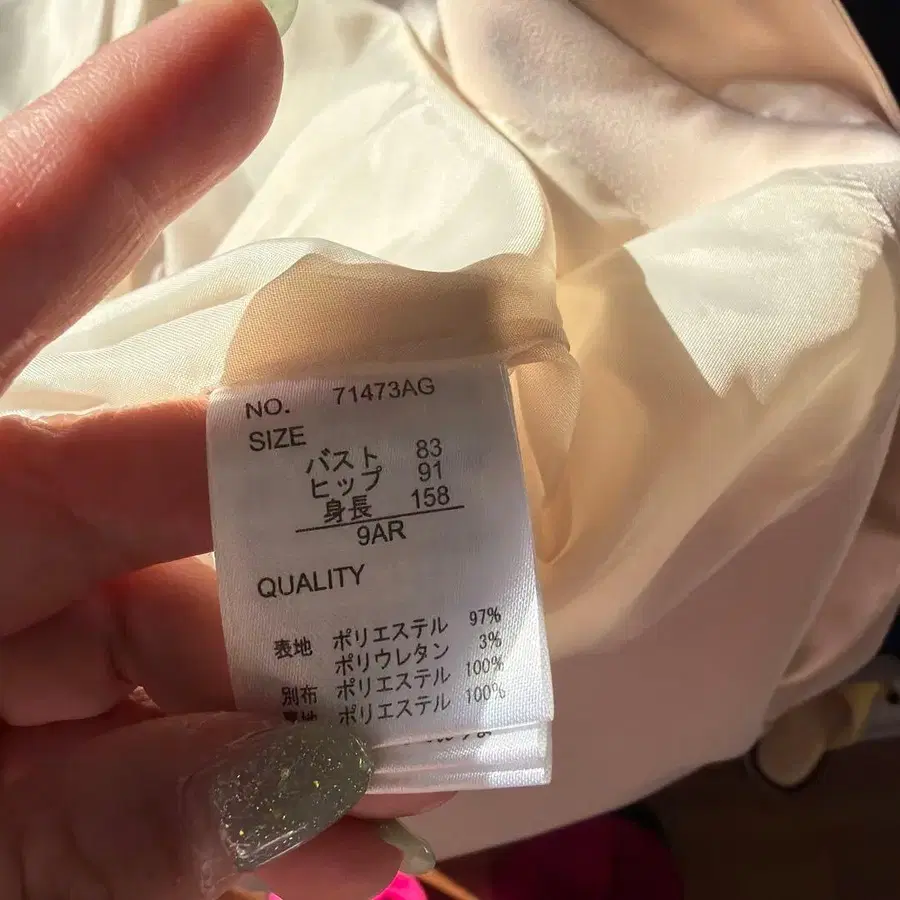 NO. 71473AG
SIZE
バスト 83
ヒップ 91
身長 158
9AR
QUALITY
表地 ポリエステル 97%
ポリウレタン 3%
別布 ポリエステル 100%
ポリエステル 100%